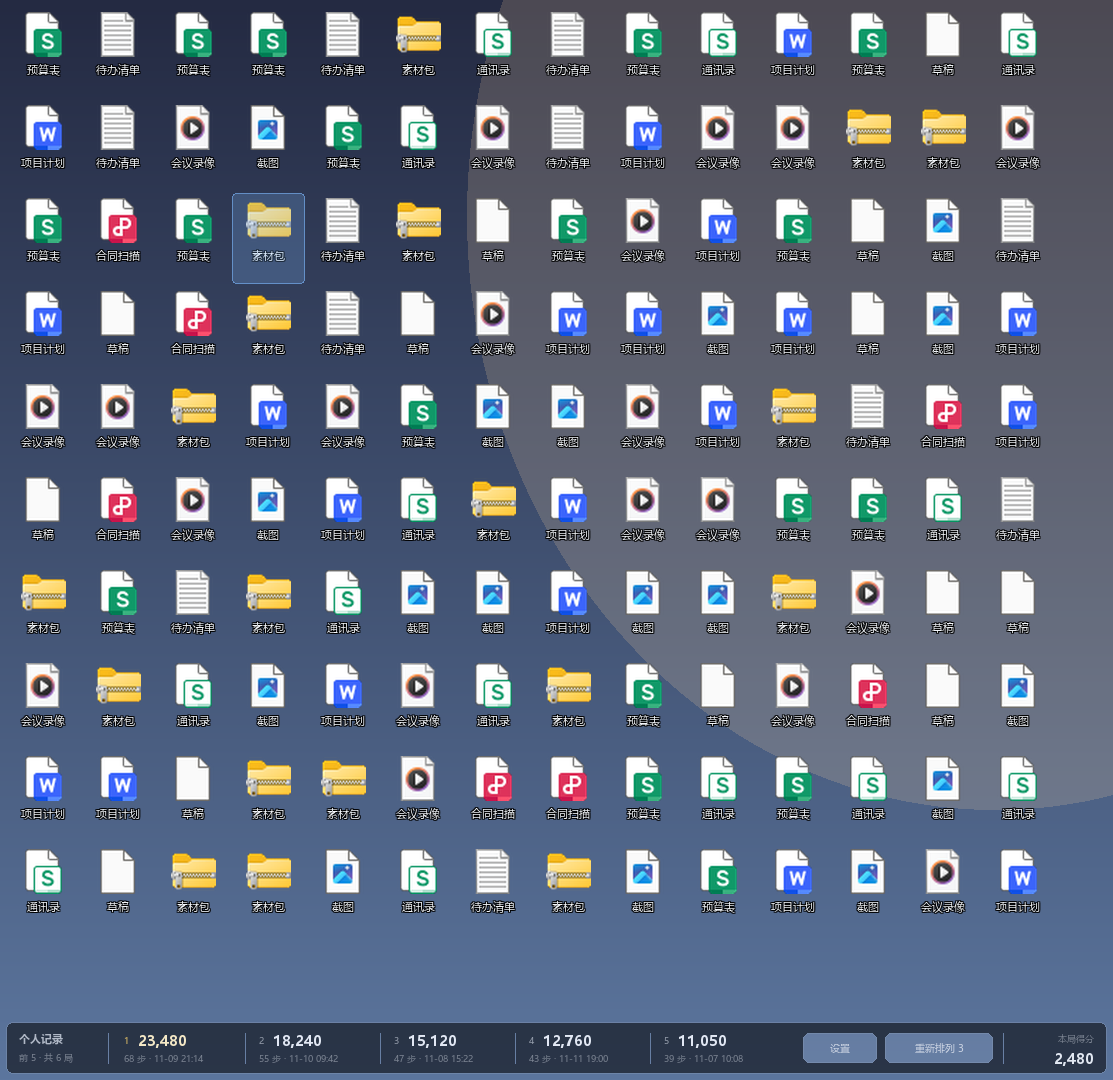 预算表 待办清单 预算表 预算表 待办清单 素材包 通讯录 待办清单 预算表 通讯录 项目计划 预算表 草稿 通讯录
项目计划 待办清单 会议录像 截图 预算表 通讯录 会议录像 待办清单 项目计划 会议录像 会议录像 素材包 素材包 会议录像
预算表 合同扫描 预算表 素材包 待办清单 素材包 草稿 预算表 会议录像 项目计划 预算表 草稿 截图 待办清单
项目计划 草稿 合同扫描 素材包 待办清单 草稿 会议录像 项目计划 项目计划 截图 项目计划 草稿 截图 项目计划
会议录像 会议录像 素材包 项目计划 会议录像 预算表 截图 截图 会议录像 项目计划 素材包 待办清单 合同扫描 项目计划
草稿 合同扫描 会议录像 截图 项目计划 通讯录 素材包 项目计划 会议录像 会议录像 预算表 预算表 通讯录 待办清单
素材包 预算表 待办清单 素材包 通讯录 截图 截图 项目计划 截图 截图 素材包 会议录像 草稿 草稿
会议录像 素材包 通讯录 截图 项目计划 会议录像 通讯录 素材包 预算表 草稿 会议录像 合同扫描 草稿 截图
项目计划 项目计划 草稿 素材包 素材包 会议录像 合同扫描 合同扫描 预算表 通讯录 预算表 通讯录 截图 通讯录
通讯录 草稿 素材包 素材包 截图 通讯录 待办清单 素材包 截图 预算表 项目计划 截图 会议录像 项目计划
个人记录
前 5 · 共 6 局
1 23,480
68 步 · 11-09 21:14
2 18,240
55 步 · 11-10 09:42
3 15,120
47 步 · 11-08 15:22
4 12,760
43 步 · 11-11 19:00
5 11,050
39 步 · 11-07 10:08
设置
重新排列 3
本局得分
2,480